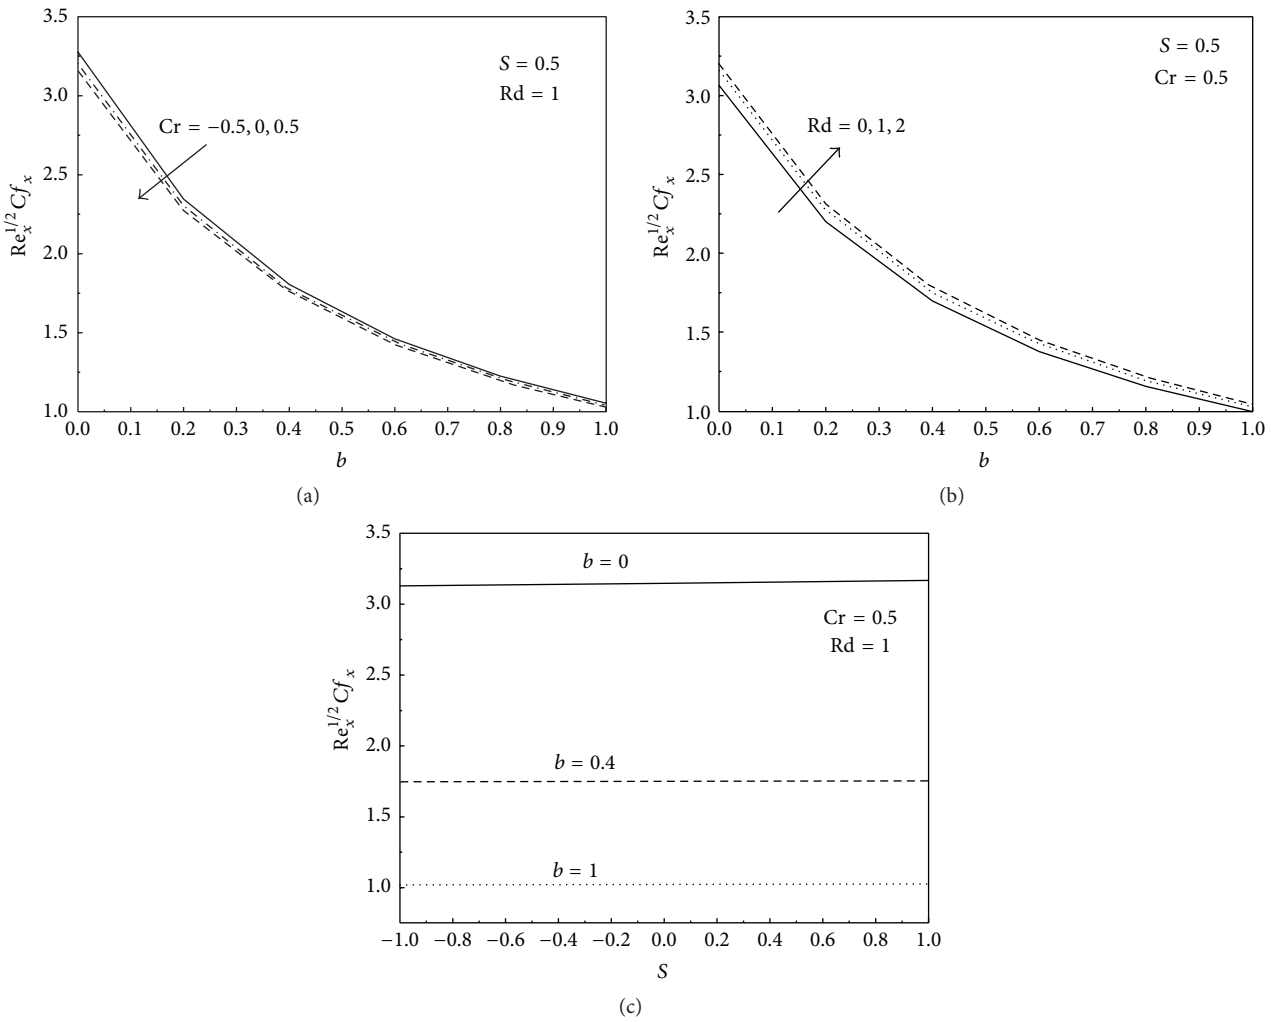 3.5
3.0
2.5
2.0
1.5
1.0
Re_x^{1/2} Cf_x
S = 0.5
Rd = 1
Cr = −0.5, 0, 0.5
0.0 0.1 0.2 0.3 0.4 0.5 0.6 0.7 0.8 0.9 1.0
b
(a)
3.5
3.0
2.5
2.0
1.5
1.0
Re_x^{1/2} Cf_x
S = 0.5
Cr = 0.5
Rd = 0, 1, 2
0.0 0.1 0.2 0.3 0.4 0.5 0.6 0.7 0.8 0.9 1.0
b
(b)
3.5
3.0
2.5
2.0
1.5
1.0
Re_x^{1/2} Cf_x
b = 0
Cr = 0.5
Rd = 1
b = 0.4
b = 1
−1.0 −0.8 −0.6 −0.4 −0.2 0.0 0.2 0.4 0.6 0.8 1.0
S
(c)